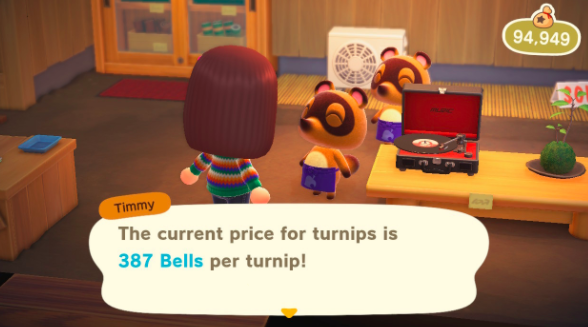 94,949
Timmy
The current price for turnips is
387 Bells per turnip!